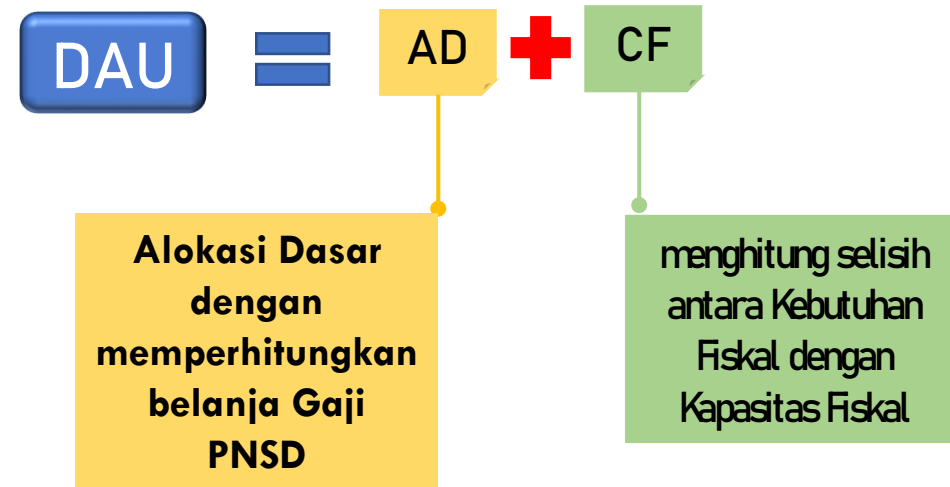 DAU = AD + CF
Alokasi Dasar
dengan
memperhitungkan
belanja Gaji
PNSD
menghitung selisih
antara Kebutuhan
Fiskal dengan
Kapasitas Fiskal